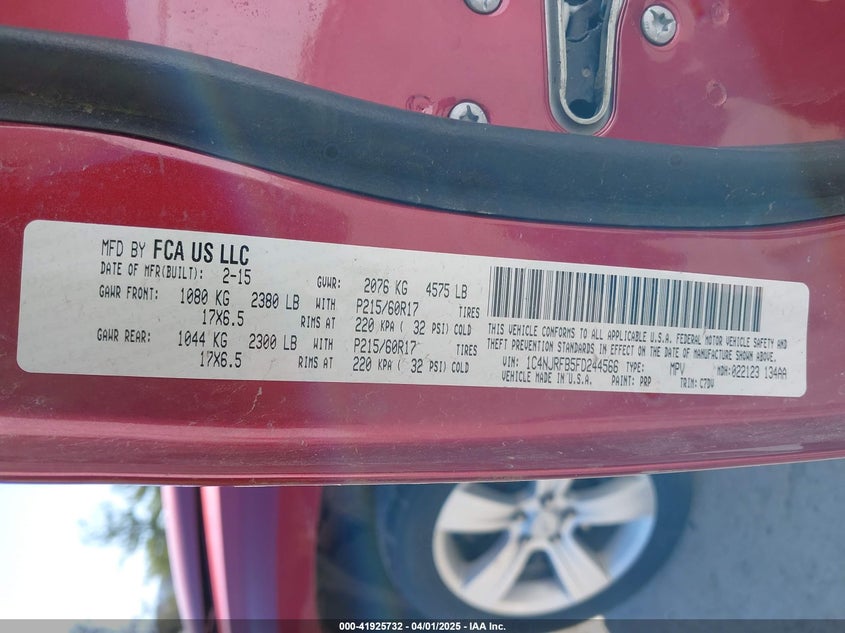 MFD BY FCA US LLC
DATE OF MFR(BUILT): 2-15 GVWR: 2076 KG 4575 LB
GAWR FRONT: 1080 KG 2380 LB WITH P215/60R17 TIRES
17X6.5 RIMS AT 220 KPA ( 32 PSI) COLD
GAWR REAR: 1044 KG 2300 LB WITH P215/60R17 TIRES
17X6.5 RIMS AT 220 KPA ( 32 PSI) COLD
THIS VEHICLE CONFORMS TO ALL APPLICABLE U.S.A. FEDERAL MOTOR VEHICLE SAFETY AND
THEFT PREVENTION STANDARDS IN EFFECT ON THE DATE OF MANUFACTURE SHOWN ABOVE.
VIN: 1C4NJRFB5FD244566 TYPE: MPV MDH:022123 134AA
VEHICLE MADE IN U.S.A. PAINT: PRP TRIM: C7DV
000-41925732 - 04/01/2025 - IAA Inc.